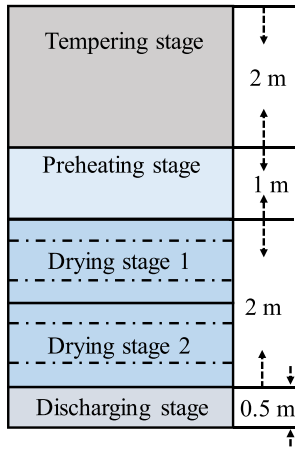 Tempering stage
2 m
Preheating stage
1 m
Drying stage 1
2 m
Drying stage 2
Discharging stage
0.5 m